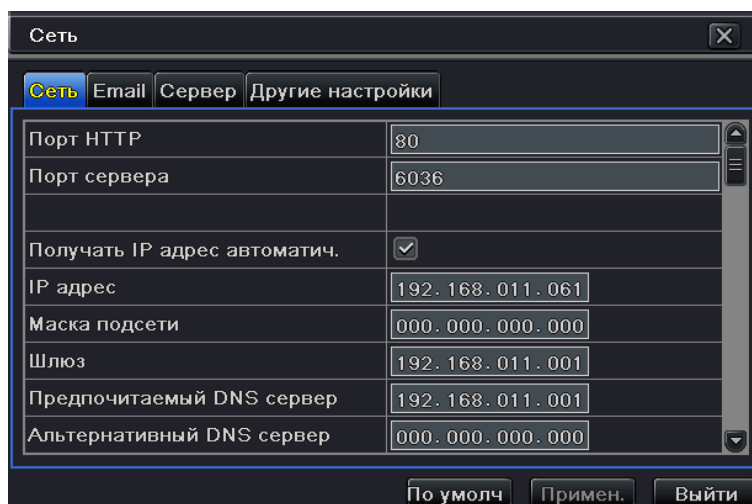 Сеть
Сеть Email Сервер Другие настройки
Порт HTTP 80
Порт сервера 6036
Получать IP адрес автоматич.
IP адрес 192.168.011.061
Маска подсети 000.000.000.000
Шлюз 192.168.011.001
Предпочитаемый DNS сервер 192.168.011.001
Альтернативный DNS сервер 000.000.000.000
По умолч Примен. Выйти